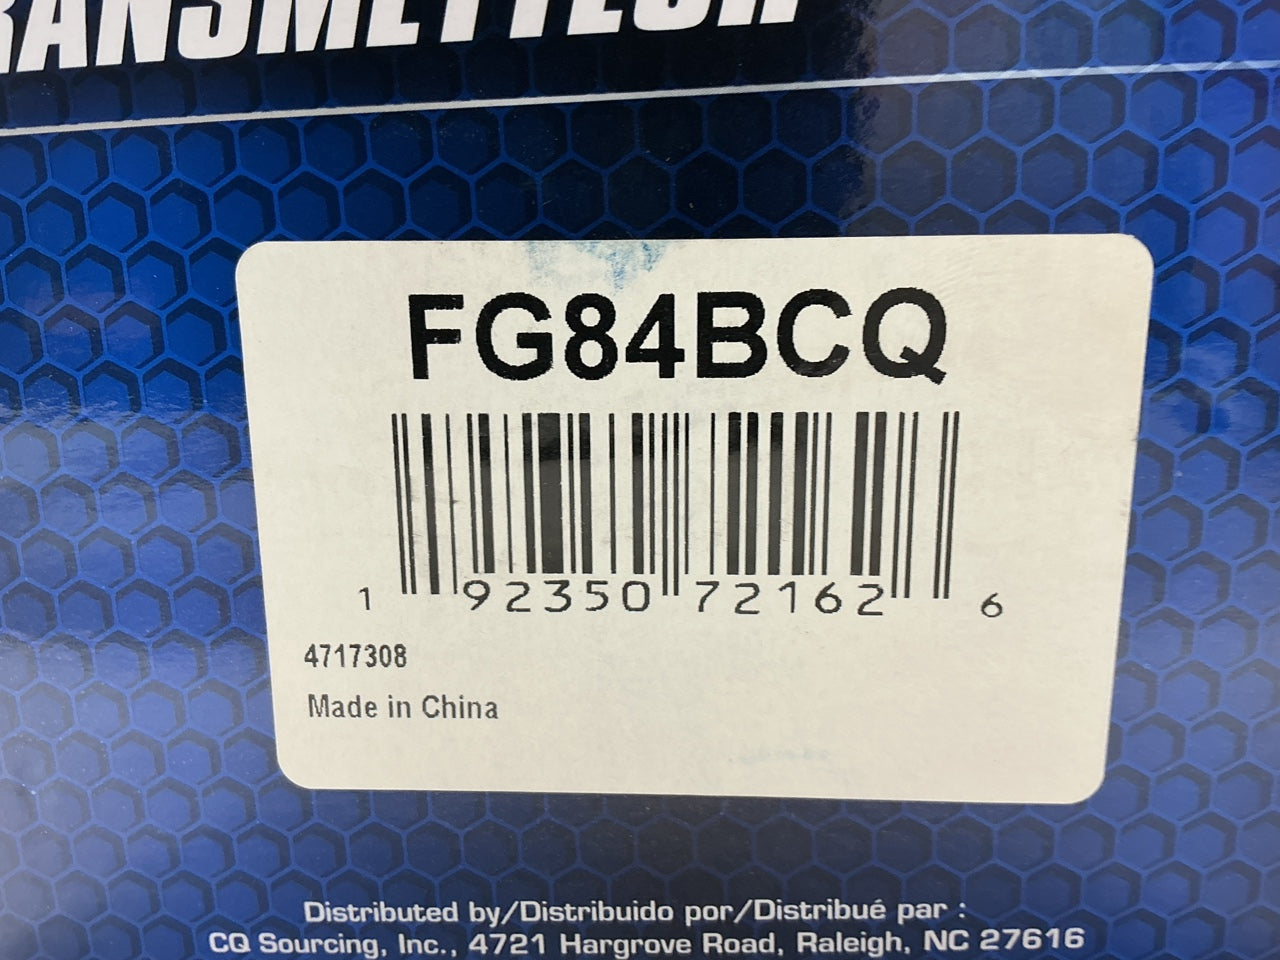 TRANSMETTEUR
FG84BCQ
1 92350 72162 6
4717308
Made in China
Distributed by/Distribuido por/Distribué par :
CQ Sourcing, Inc., 4721 Hargrove Road, Raleigh, NC 27616